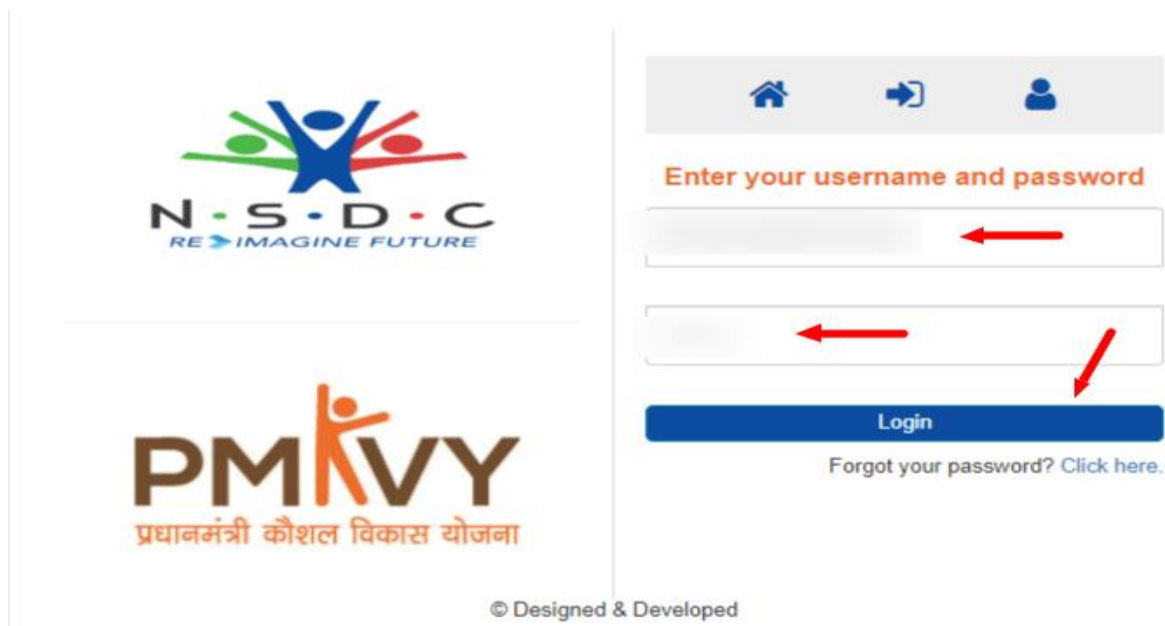 N·S·D·C
RE IMAGINE FUTURE
PMKVY
प्रधानमंत्री कौशल विकास योजना
Enter your username and password
Login
Forgot your password? Click here.
© Designed & Developed